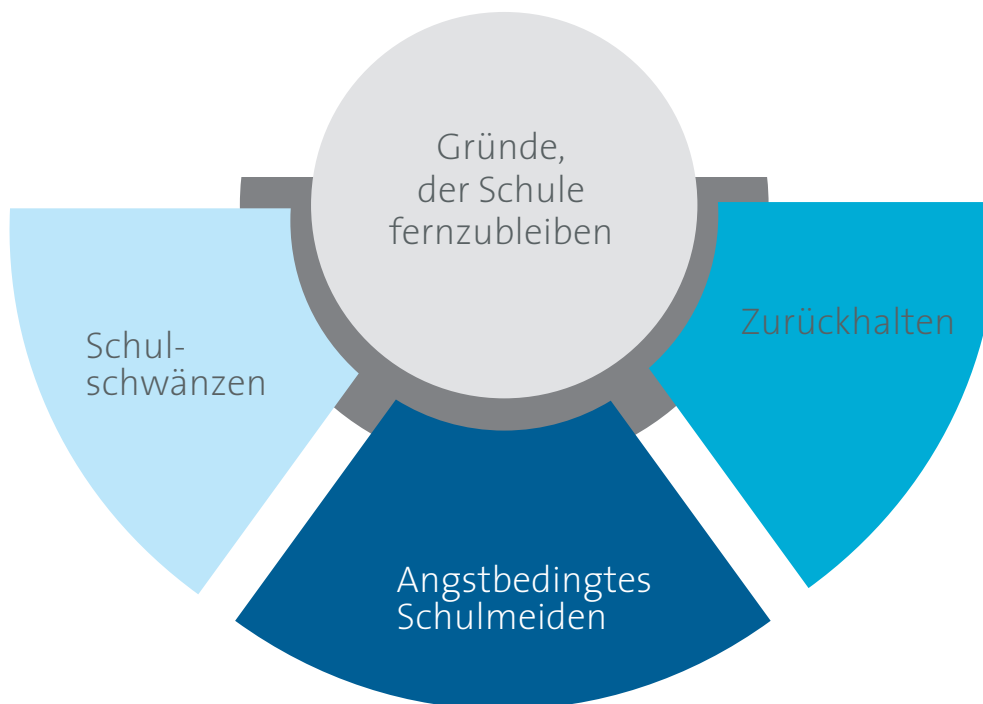 Gründe,
der Schule
fernzubleiben
Schul-
schwänzen
Angstbedingtes
Schulmeiden
Zurückhalten